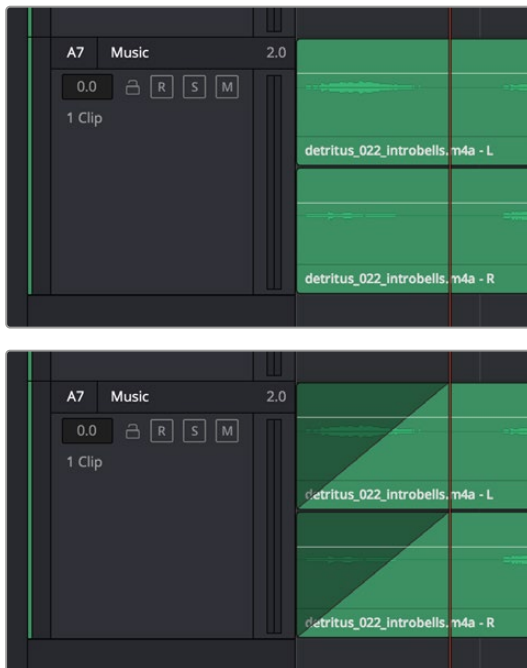 A7 Music 2.0
0.0 R S M
1 Clip
detritus_022_introbells.m4a - L
detritus_022_introbells.m4a - R
A7 Music 2.0
0.0 R S M
1 Clip
detritus_022_introbells.m4a - L
detritus_022_introbells.m4a - R